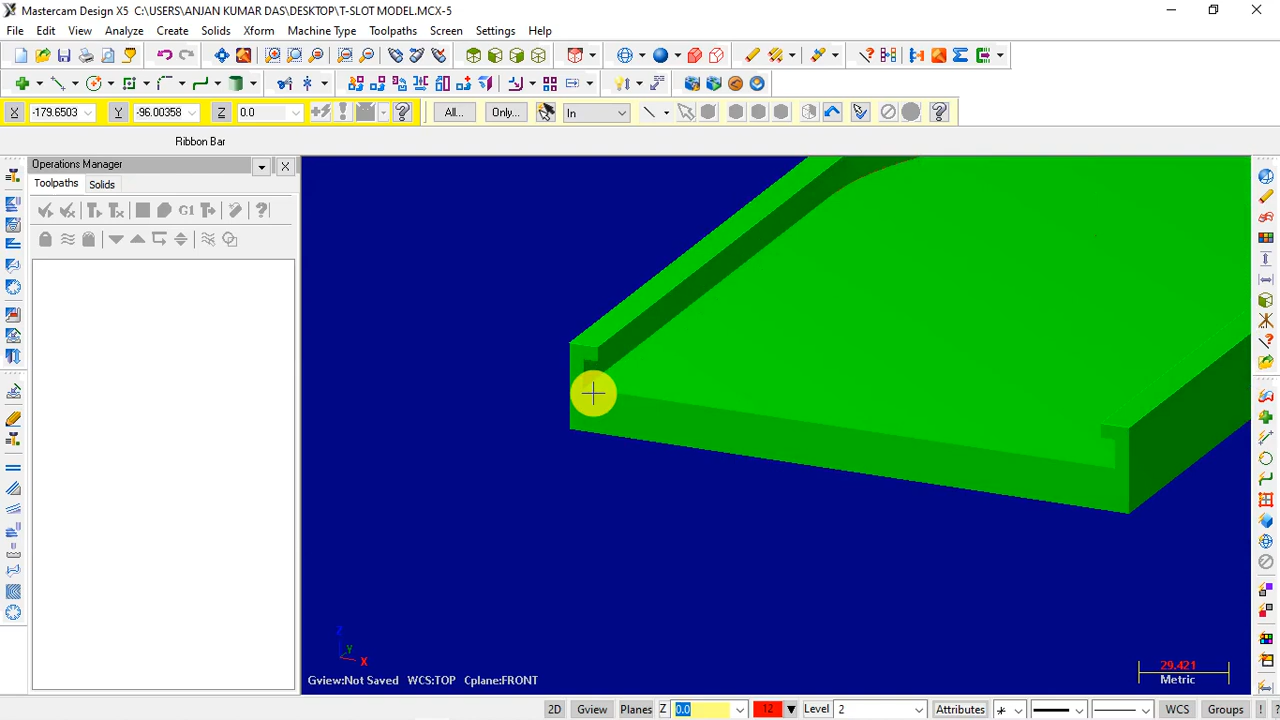 Mastercam Design X5 C:\USERS\ANJAN KUMAR DAS\DESKTOP\T-SLOT MODEL.MCX-5
File Edit View Analyze Create Solids Xform Machine Type Toolpaths Screen Settings Help
X -179.6503 Y -96.00358 Z 0.0 All... Only... In
Ribbon Bar
Operations Manager
Toolpaths Solids
G1
Z
Y
X
29.421
Metric
Gview:Not Saved WCS:TOP Cplane:FRONT
2D Gview Planes Z 0.0 12 Level 2 Attributes WCS Groups ! ?